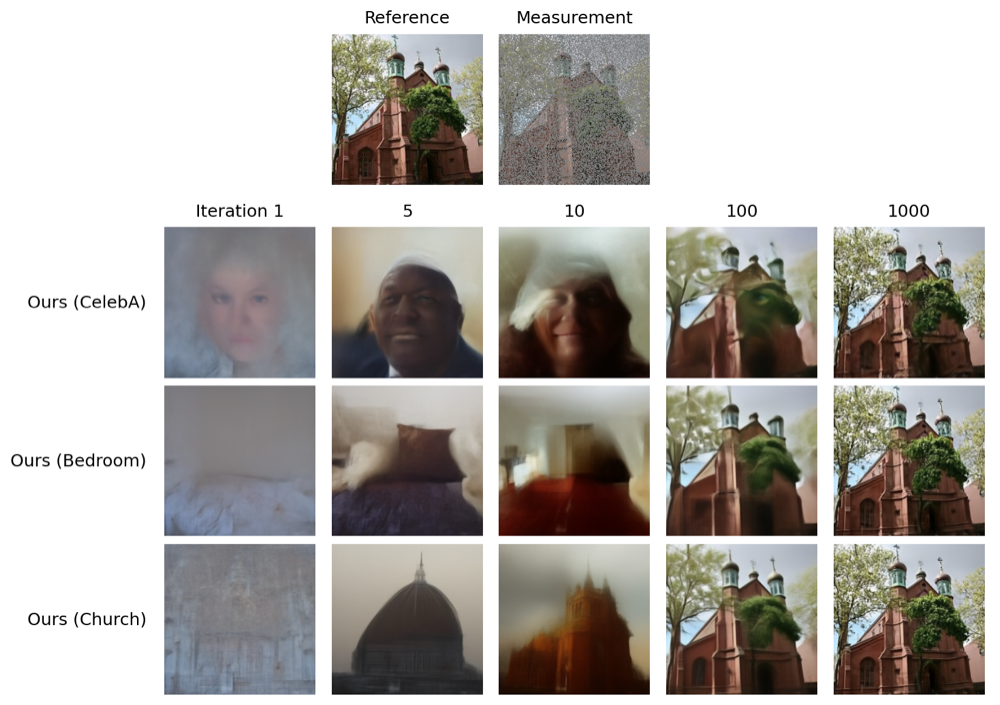 Reference Measurement
Iteration 1 5 10 100 1000
Ours (CelebA)
Ours (Bedroom)
Ours (Church)